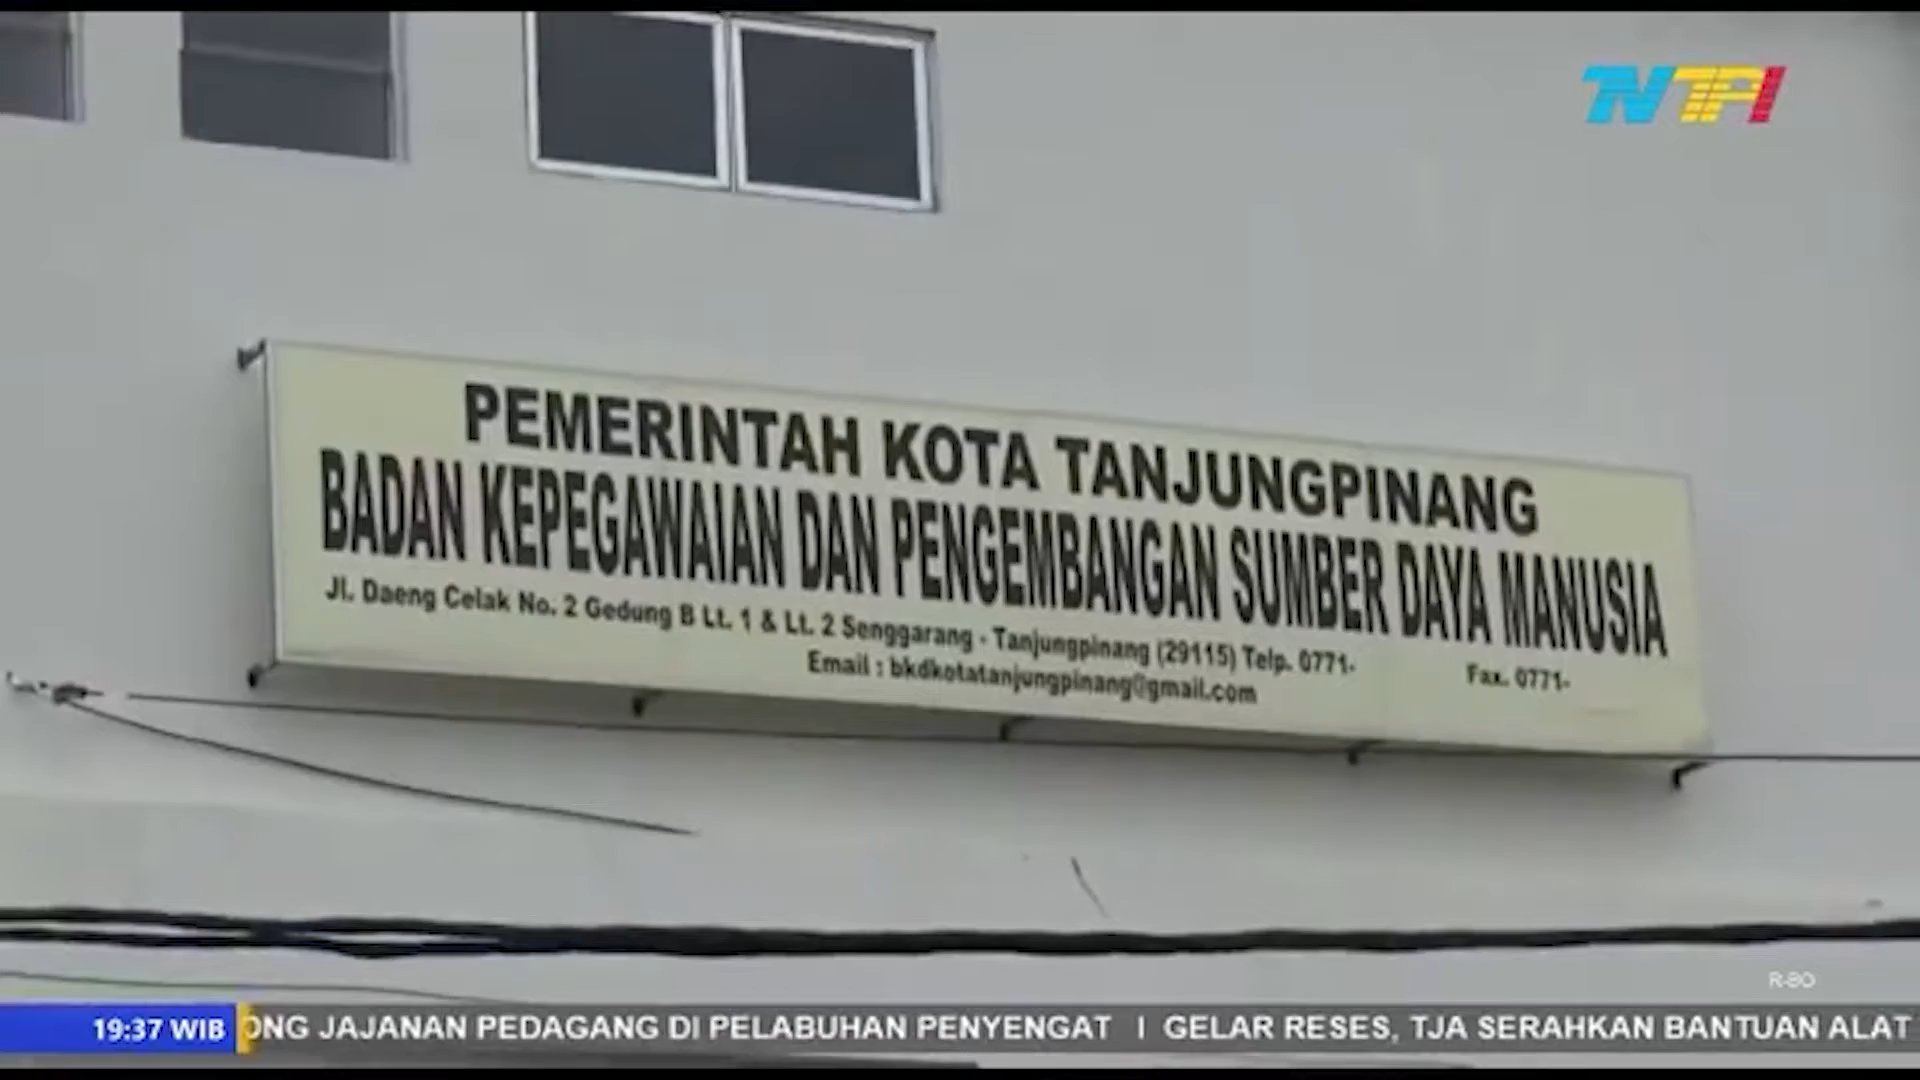 TVTPI
PEMERINTAH KOTA TANJUNGPINANG
BADAN KEPEGAWAIAN DAN PENGEMBANGAN SUMBER DAYA MANUSIA
Jl. Daeng Celak No. 2 Gedung B Lt. 1 & Lt. 2 Senggarang - Tanjungpinang (29115) Telp. 0771- Fax. 0771-
Email : bkdkotatanjungpinang@gmail.com
R-BO
19:37 WIB ONG JAJANAN PEDAGANG DI PELABUHAN PENYENGAT I GELAR RESES, TJA SERAHKAN BANTUAN ALAT